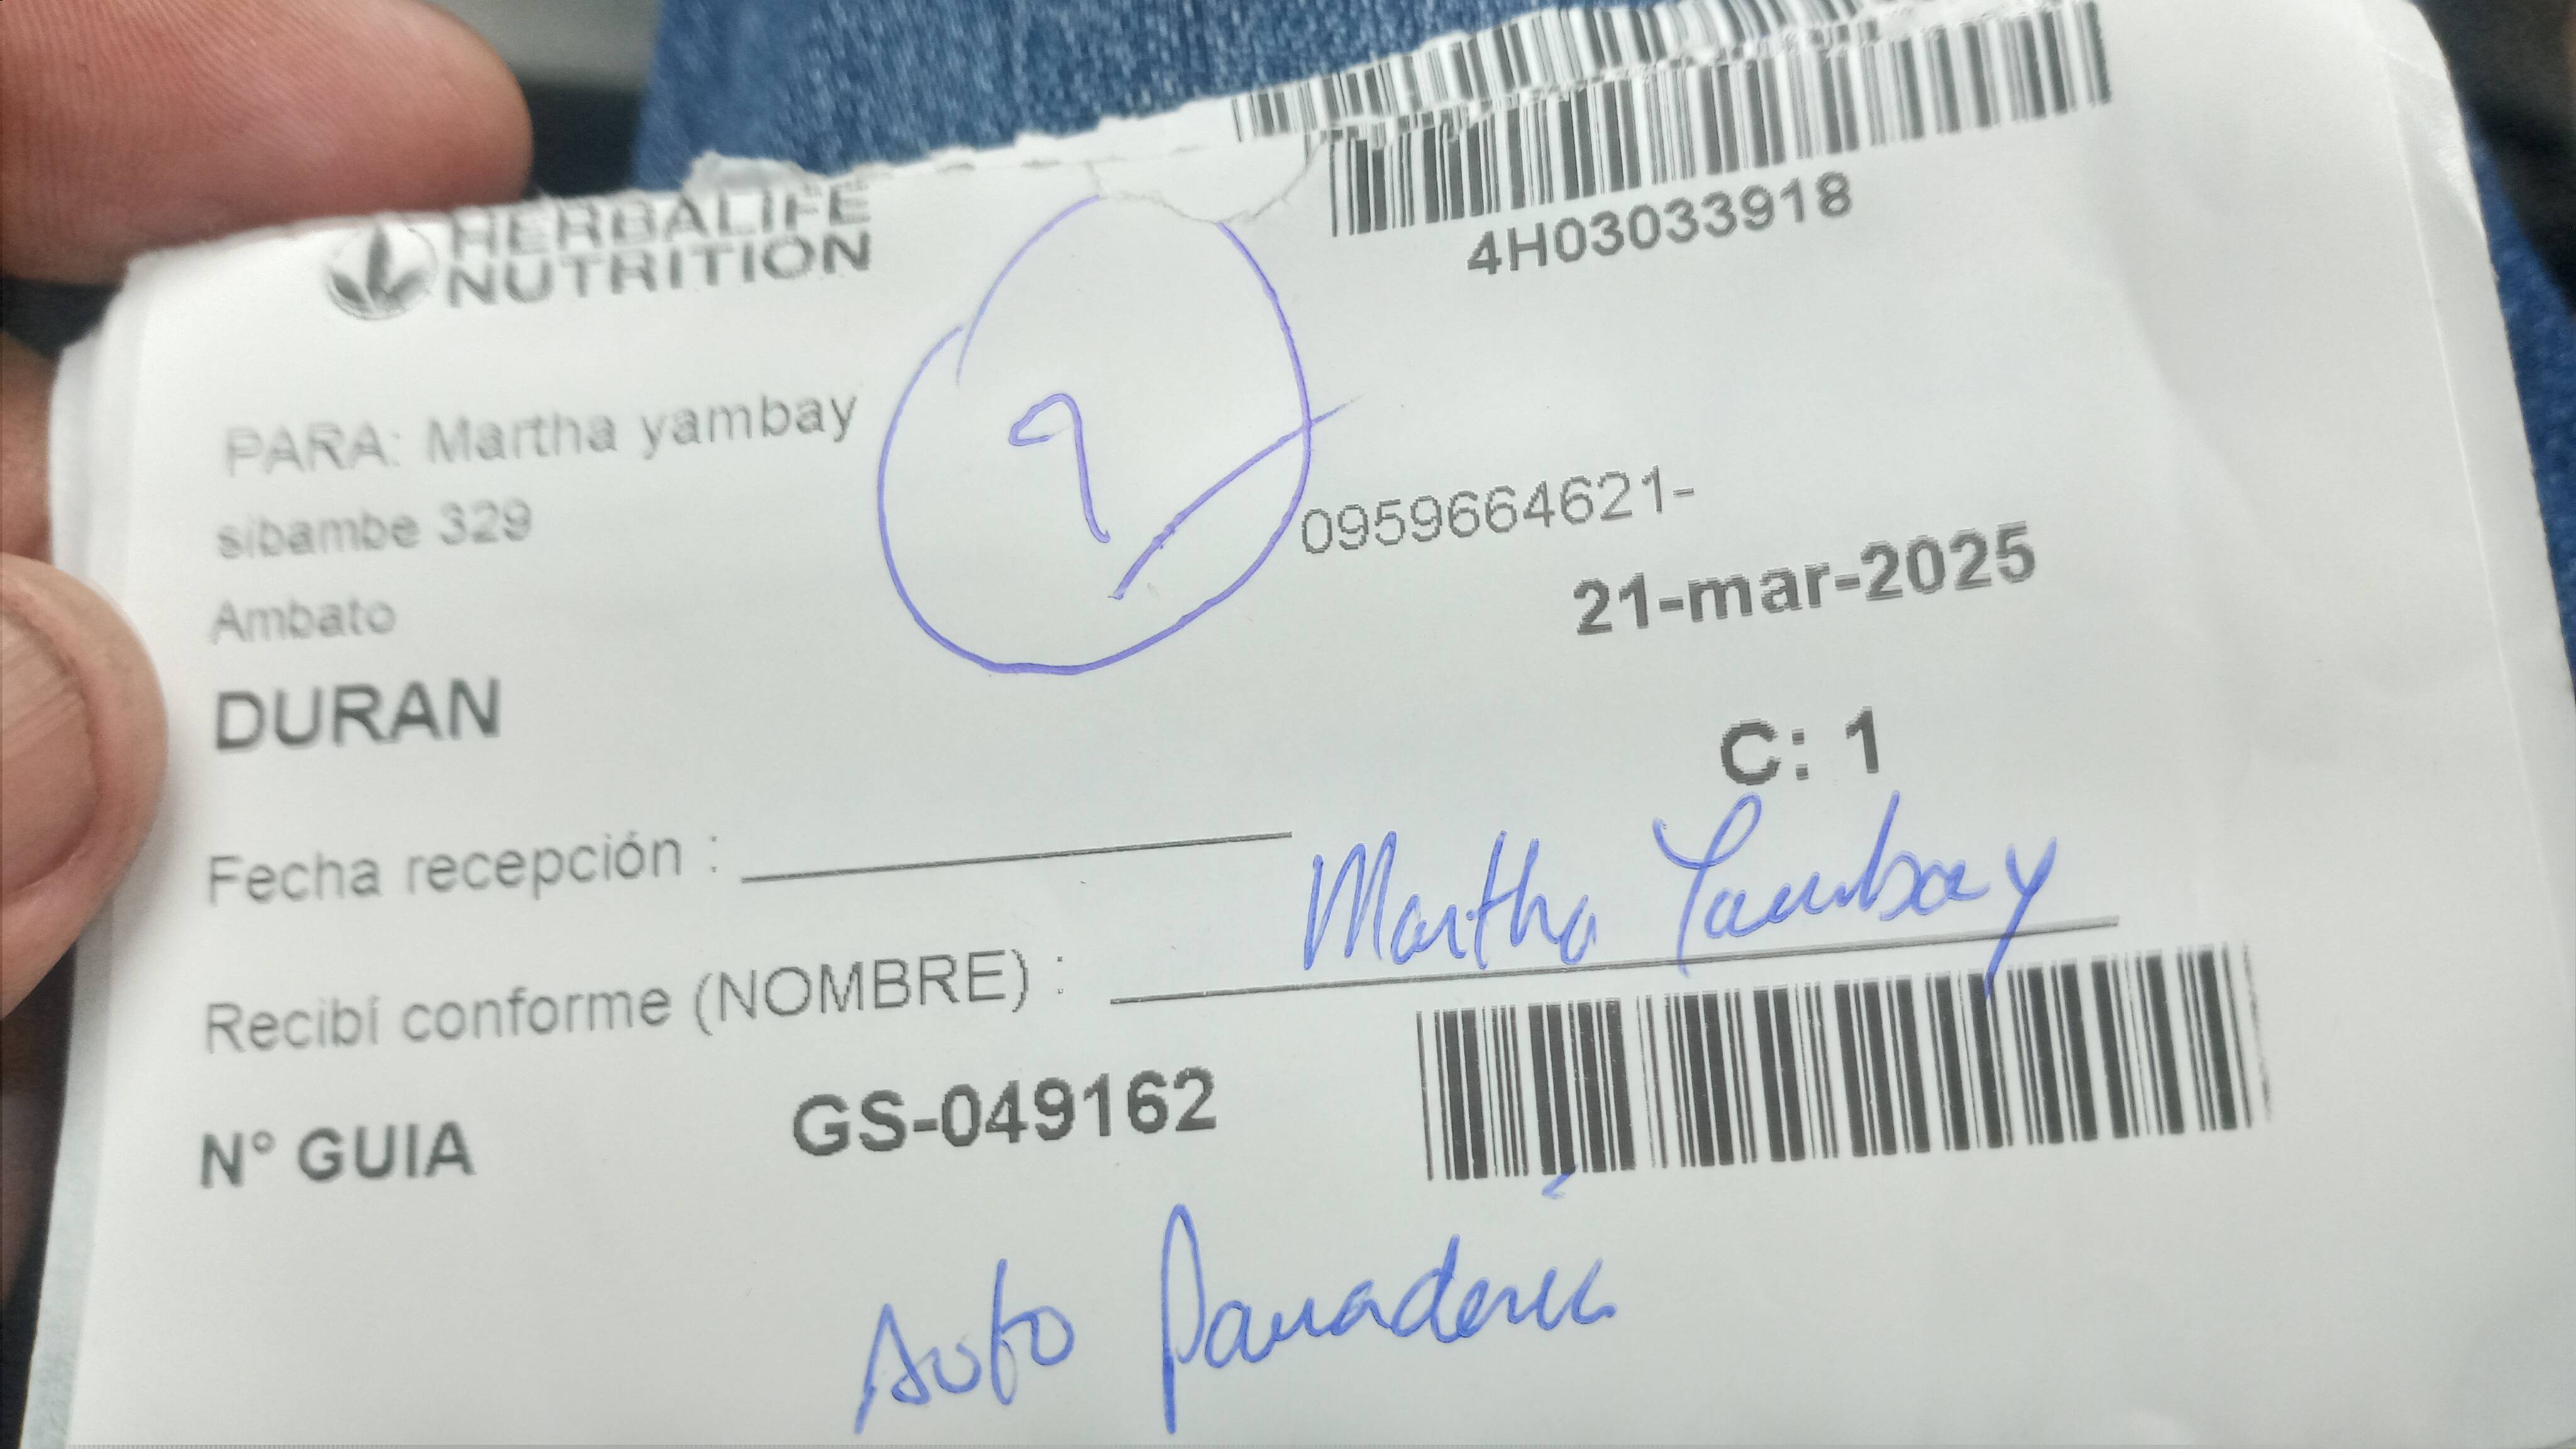 HERBALIFE
NUTRITION
4H03033918
PARA: Martha yambay
9
sibambe 329
0959664621-
Ambato
21-mar-2025
DURAN
C: 1
Fecha recepción :
Recibí conforme (NOMBRE) : Martha Yambay
N° GUIA GS-049162
Auto Panadería